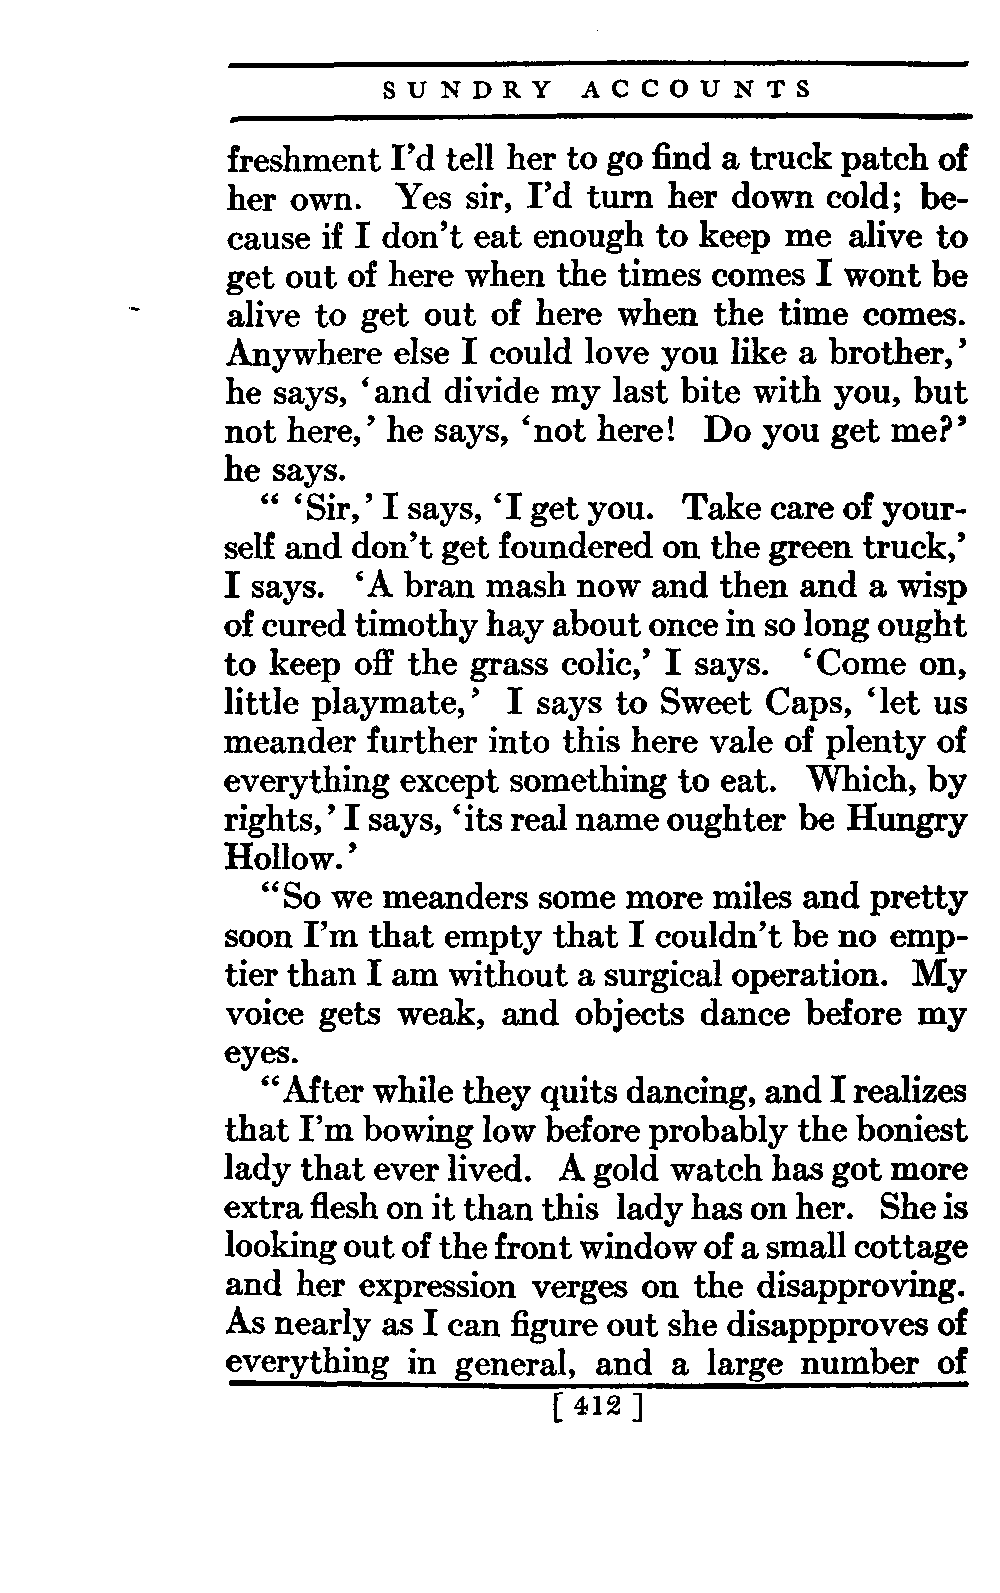 SUNDRY ACCOUNTS
freshment I'd tell her to go find a truck patch of
her own. Yes sir, I'd turn her down cold; be-
cause if I don't eat enough to keep me alive to
get out of here when the times comes I wont be
alive to get out of here when the time comes.
Anywhere else I could love you like a brother,'
he says, 'and divide my last bite with you, but
not here,' he says, 'not here! Do you get me?'
he says.
" 'Sir,' I says, 'I get you. Take care of your-
self and don't get foundered on the green truck,'
I says. 'A bran mash now and then and a wisp
of cured timothy hay about once in so long ought
to keep off the grass colic,' I says. 'Come on,
little playmate,' I says to Sweet Caps, 'let us
meander further into this here vale of plenty of
everything except something to eat. Which, by
rights,' I says, 'its real name oughter be Hungry
Hollow.'
"So we meanders some more miles and pretty
soon I'm that empty that I couldn't be no emp-
tier than I am without a surgical operation. My
voice gets weak, and objects dance before my
eyes.
"After while they quits dancing, and I realizes
that I'm bowing low before probably the boniest
lady that ever lived. A gold watch has got more
extra flesh on it than this lady has on her. She is
looking out of the front window of a small cottage
and her expression verges on the disapproving.
As nearly as I can figure out she disappproves of
everything in general, and a large number of
[ 412 ]